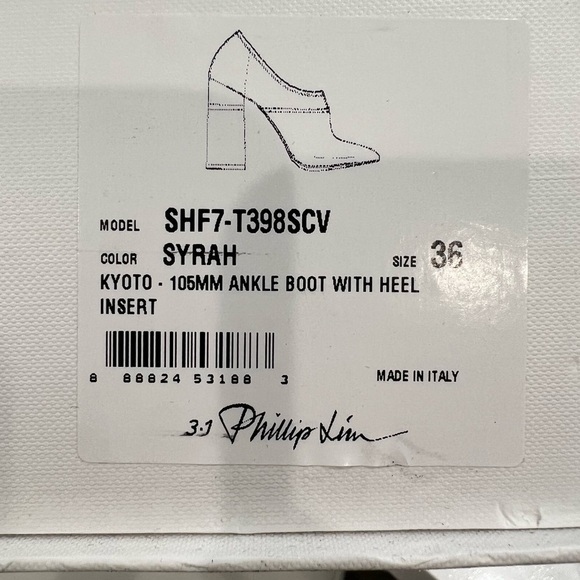 MODEL SHF7-T398SCV
COLOR SYRAH SIZE 36
KYOTO - 105MM ANKLE BOOT WITH HEEL
INSERT
8 88824 53188 3
MADE IN ITALY
3.1 Phillip Lim